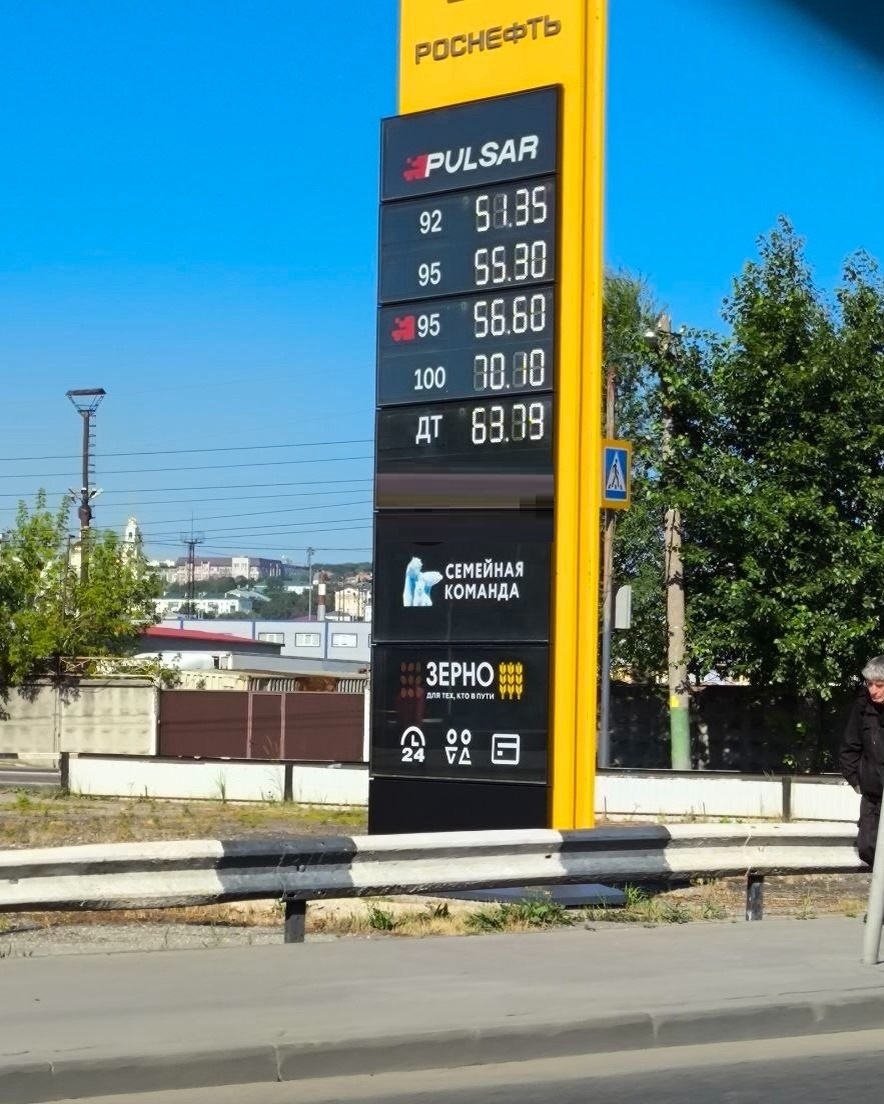 РОСНЕФТЬ
PULSAR
92 51.35
95 55.30
95 56.60
100 70.10
ДТ 63.79
СЕМЕЙНАЯ
КОМАНДА
ЗЕРНО
ДЛЯ ТЕХ, КТО В ПУТИ
24